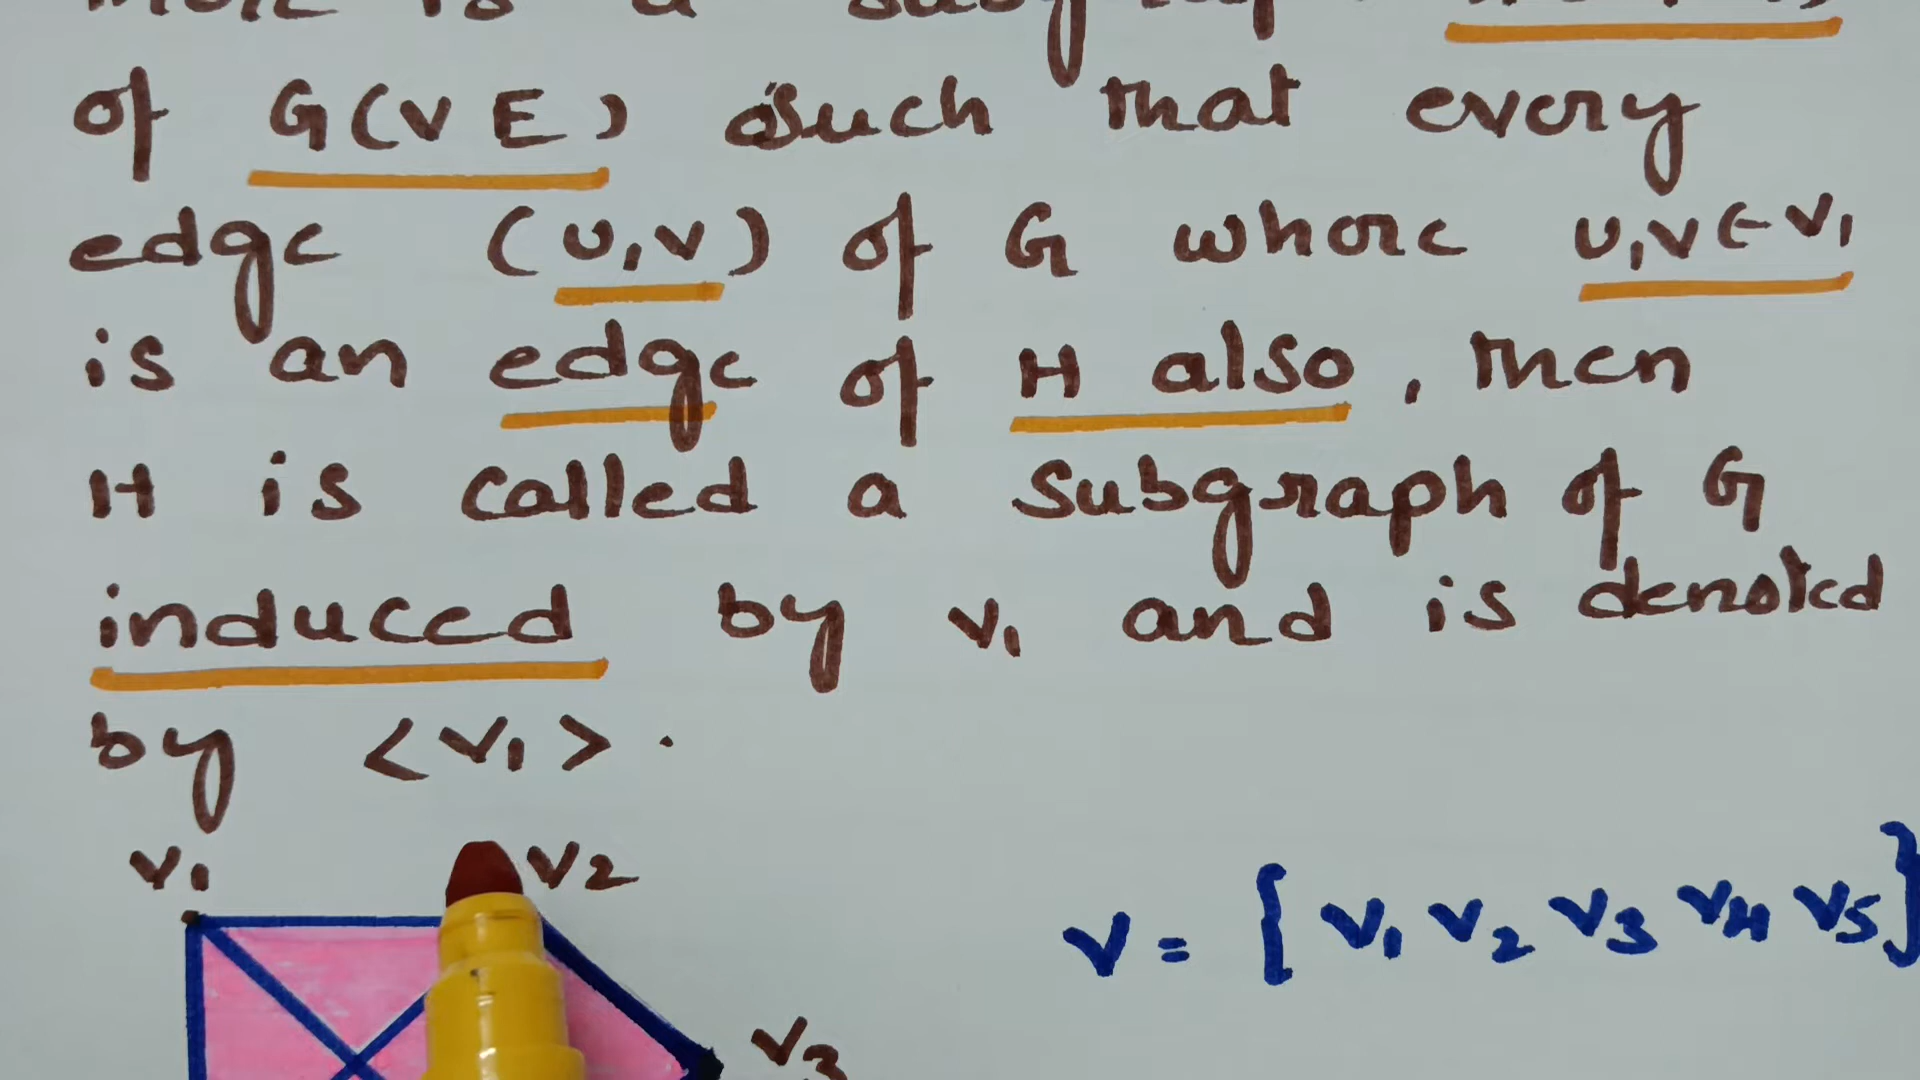 is a
of G(V E) such that every
edge (u,v) of G where u,v ∈ V1
is an edge of H also, then
H is called a subgraph of G
induced by V1 and is denoted
by <V1>.
V1 V2
V = { V1 V2 V3 V4 V5}
V3